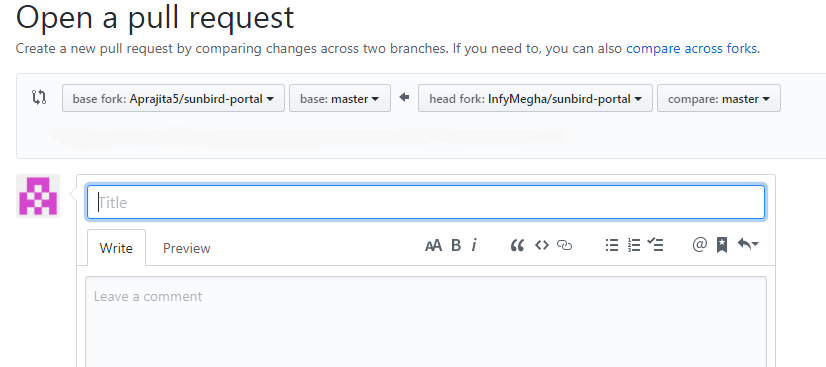 Open a pull request
Create a new pull request by comparing changes across two branches. If you need to, you can also compare across forks.
base fork: Aprajita5/sunbird-portal base: master head fork: InfyMegha/sunbird-portal compare: master
Title
Write Preview AA B i @
Leave a comment